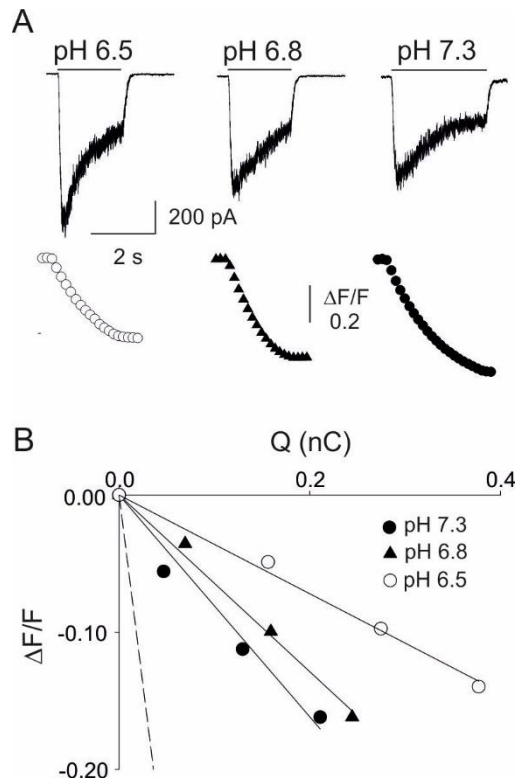 A
pH 6.5 pH 6.8 pH 7.3
200 pA
2 s
ΔF/F
0.2
B
Q (nC)
0.0 0.2 0.4
0.00
pH 7.3
pH 6.8
pH 6.5
-0.10
-0.20
ΔF/F